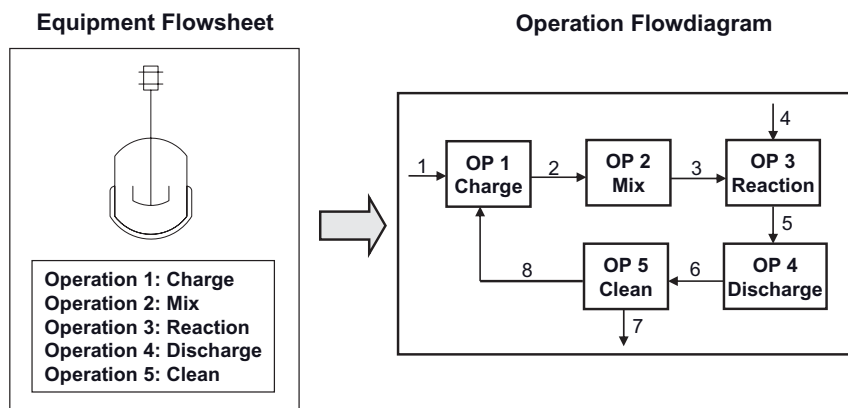 Equipment Flowsheet
Operation 1: Charge
Operation 2: Mix
Operation 3: Reaction
Operation 4: Discharge
Operation 5: Clean
Operation Flowdiagram
1
OP 1
Charge
2
OP 2
Mix
3
4
OP 3
Reaction
5
OP 4
Discharge
6
OP 5
Clean
7
8